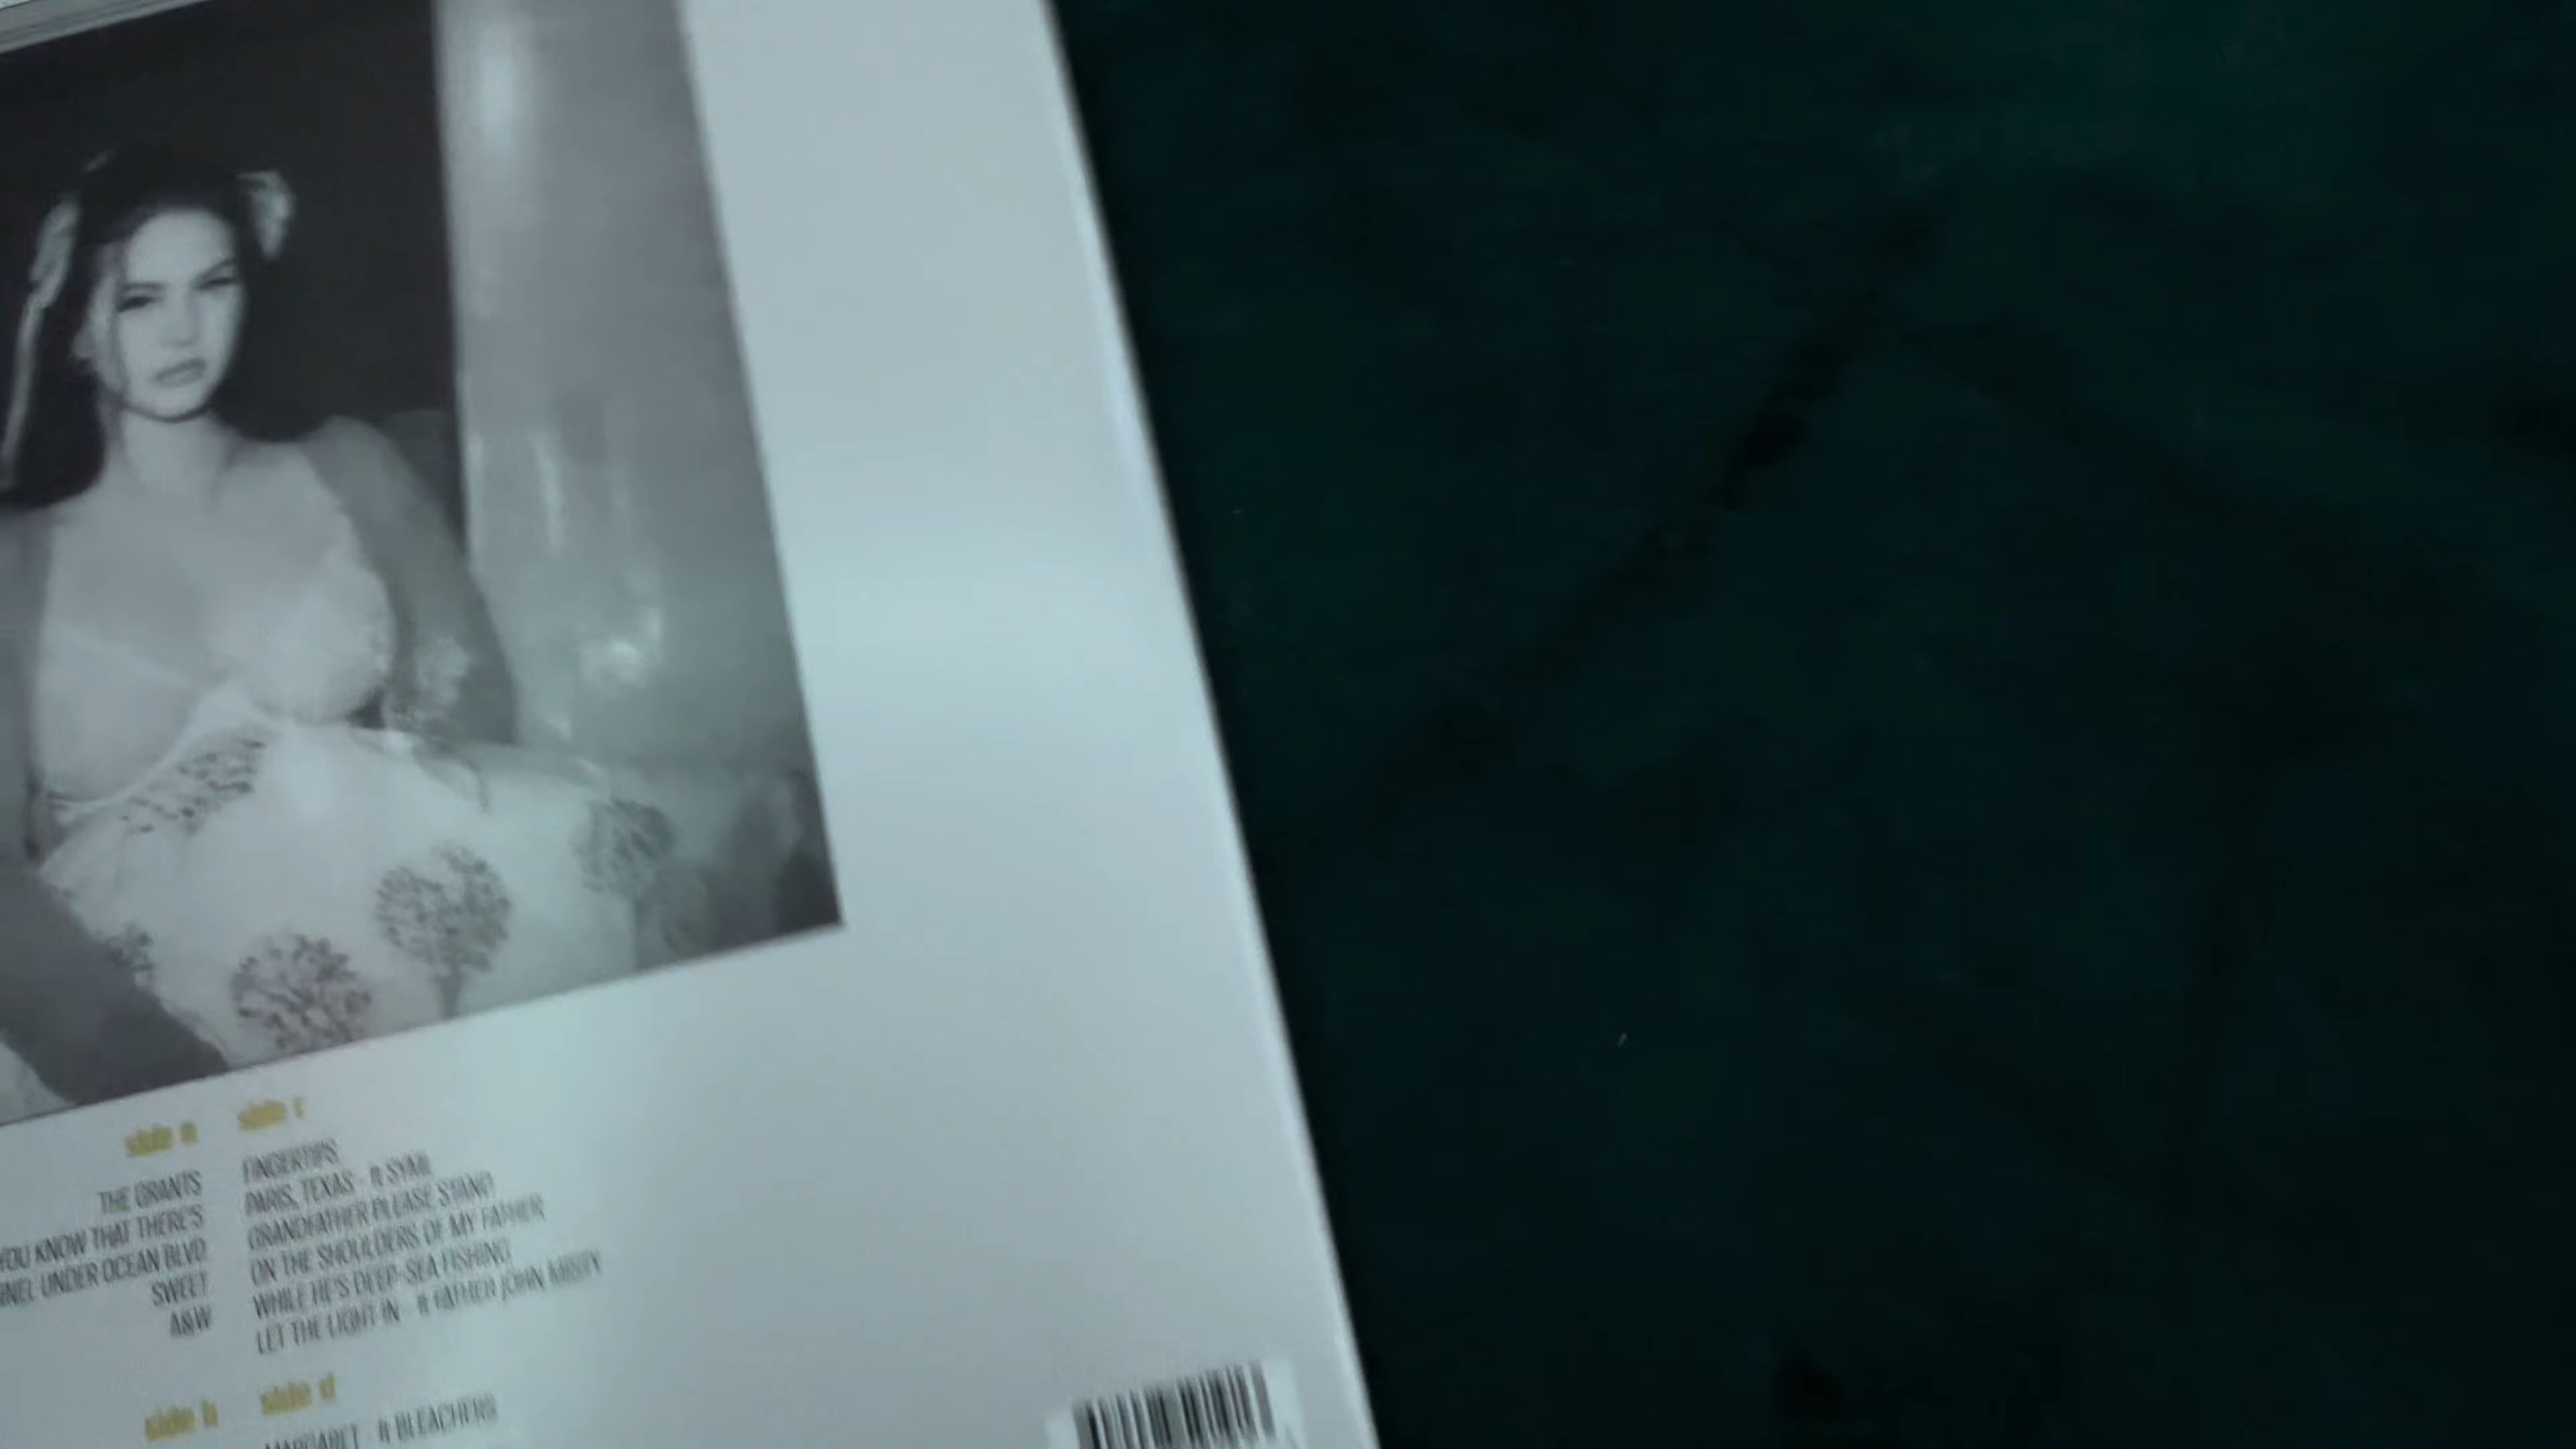 side a
THE GRANTS
YOU KNOW THAT THERE'S
UNDER OCEAN BLVD
SWEET
A&W
side c
FINGERTIPS
PARIS, TEXAS - ft SYML
GRANDFATHER PLEASE STAND
ON THE SHOULDERS OF MY FATHER
WHILE HE'S DEEP-SEA FISHING
LET THE LIGHT IN - ft FATHER JOHN MISTY
side b
side d
MARGARET - ft BLEACHERS